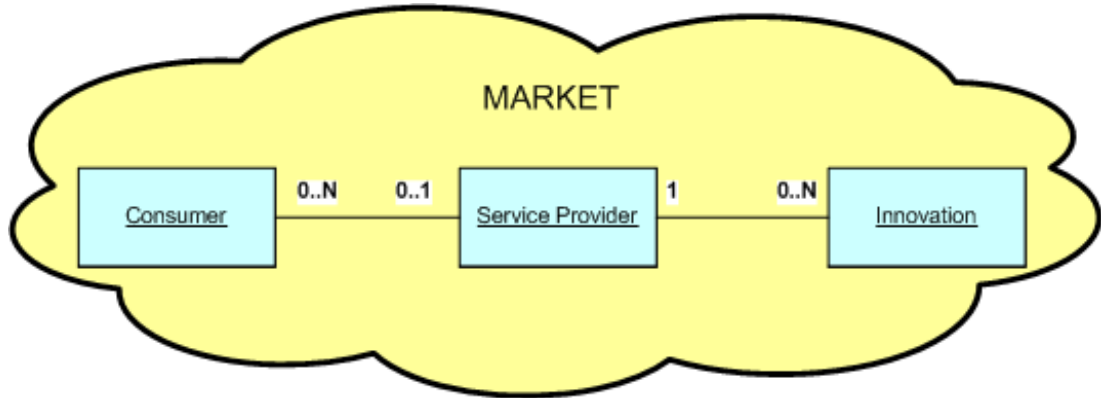 MARKET
0..N
0..1
1
0..N
Consumer
Service Provider
Innovation